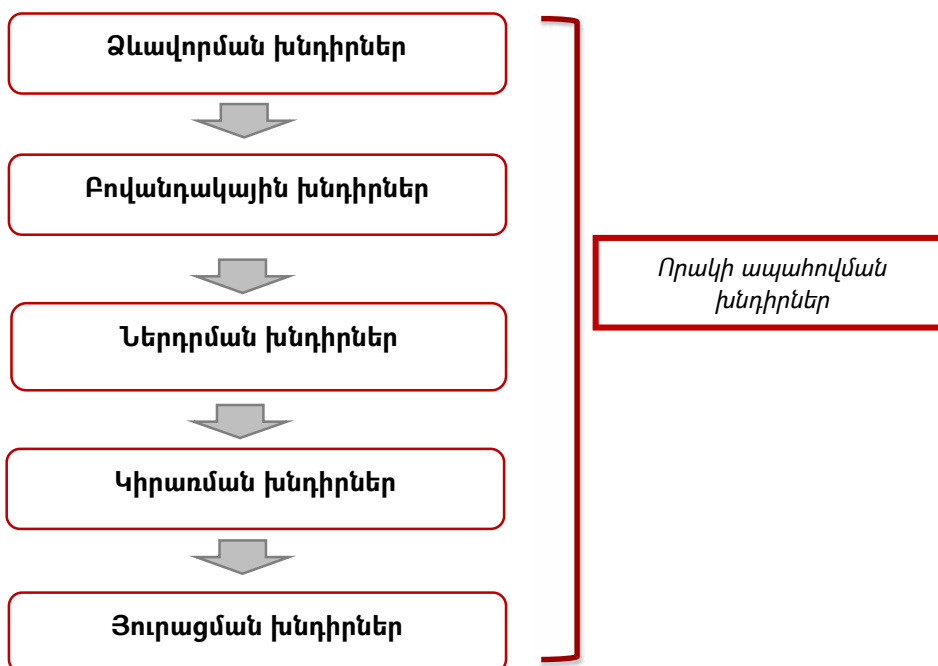 Ձևավորման խնդիրներ
Բովանդակային խնդիրներ
Ներդրման խնդիրներ
Կիրառման խնդիրներ
Յուրացման խնդիրներ
Որակի ապահովման
խնդիրներ